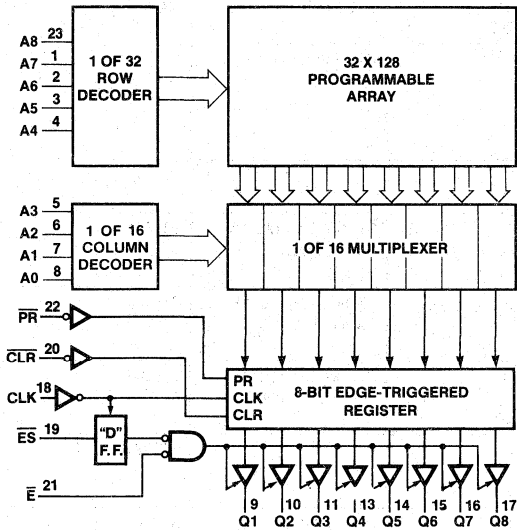 A8 23
A7 1
A6 2
A5 3
A4 4
1 OF 32
ROW
DECODER
32 X 128
PROGRAMMABLE
ARRAY
A3 5
A2 6
A1 7
A0 8
1 OF 16
COLUMN
DECODER
1 OF 16 MULTIPLEXER
PR 22
CLR 20
CLK 18
ES 19
E 21
"D"
F.F.
PR
CLK
CLR
8-BIT EDGE-TRIGGERED
REGISTER
9 10 11 13 14 15 16 17
Q1 Q2 Q3 Q4 Q5 Q6 Q7 Q8